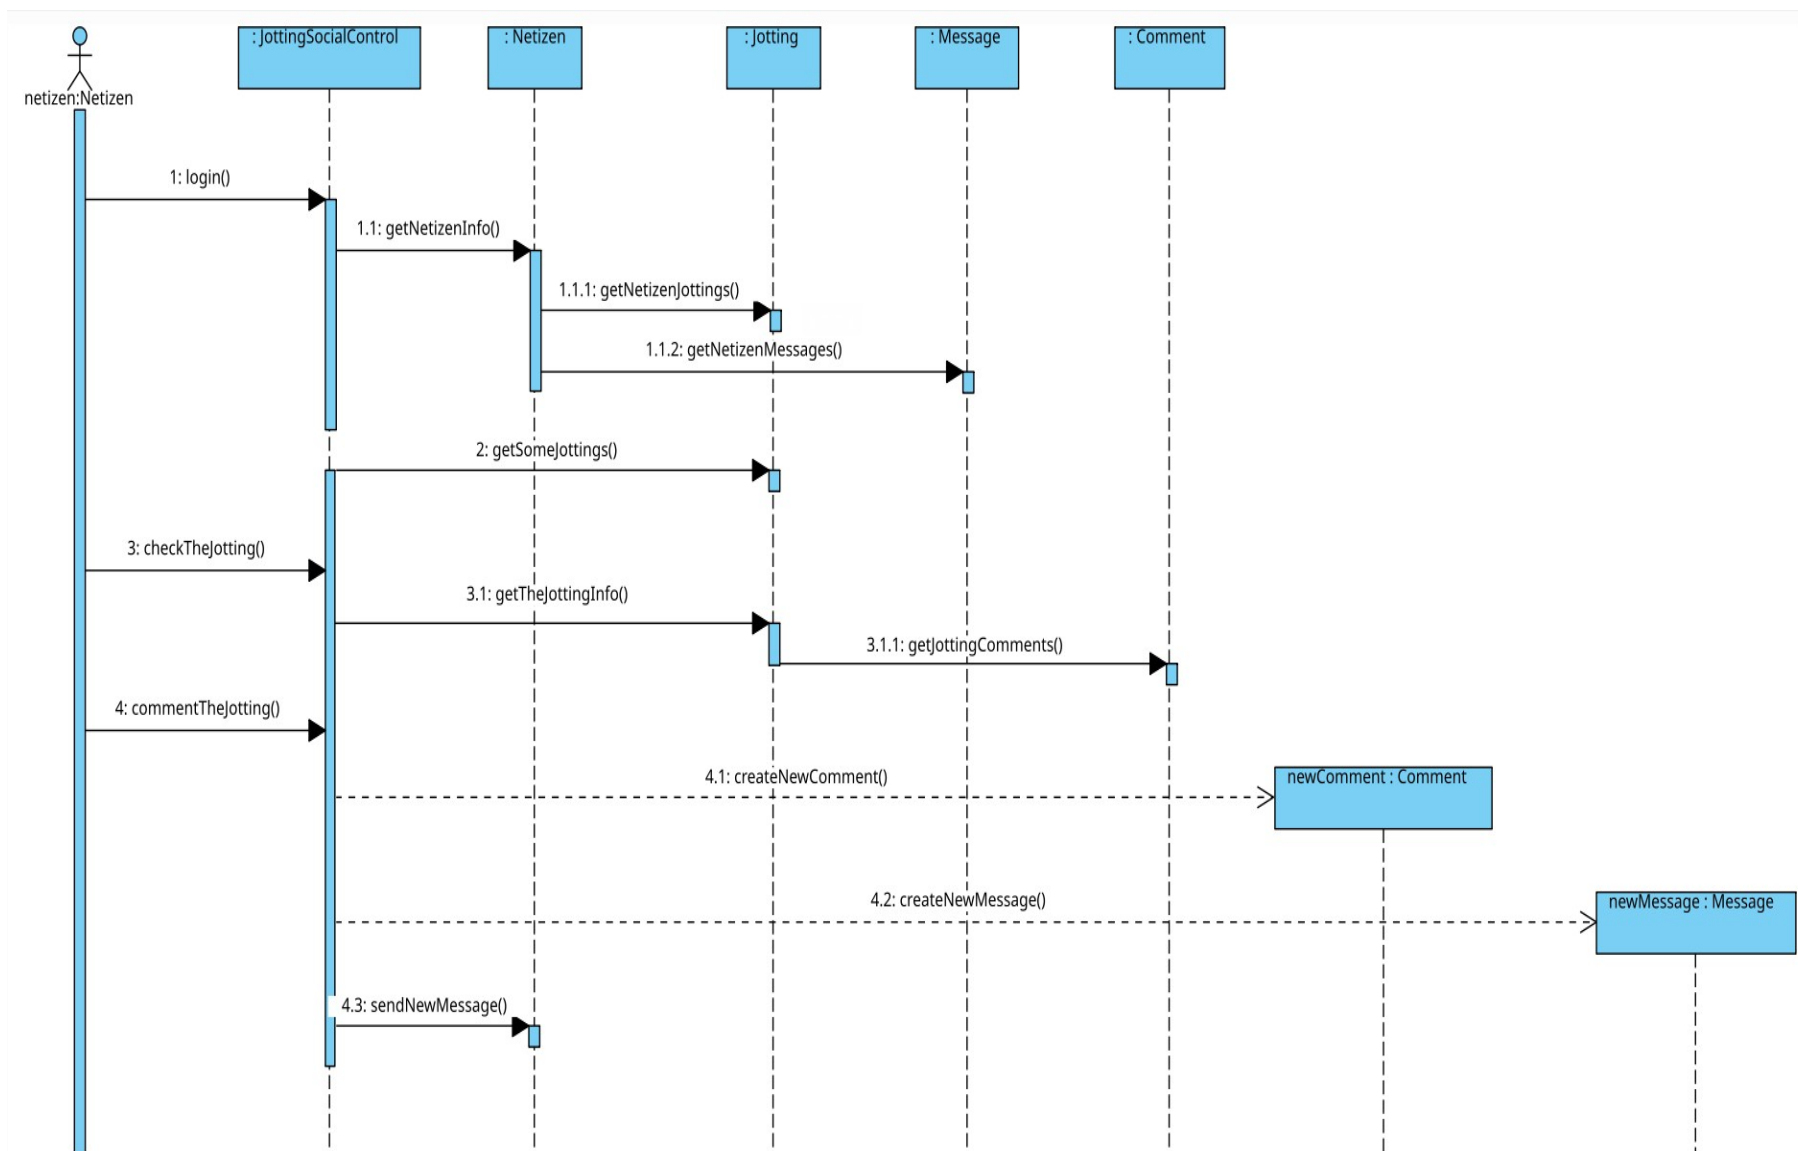 : JottingSocialControl
: Netizen
: Jotting
: Message
: Comment
netizen:Netizen
1: login()
1.1: getNetizenInfo()
1.1.1: getNetizenJottings()
1.1.2: getNetizenMessages()
2: getSomeJottings()
3: checkTheJotting()
3.1: getTheJottingInfo()
3.1.1: getJottingComments()
4: commentTheJotting()
4.1: createNewComment()
newComment : Comment
4.2: createNewMessage()
newMessage : Message
4.3: sendNewMessage()